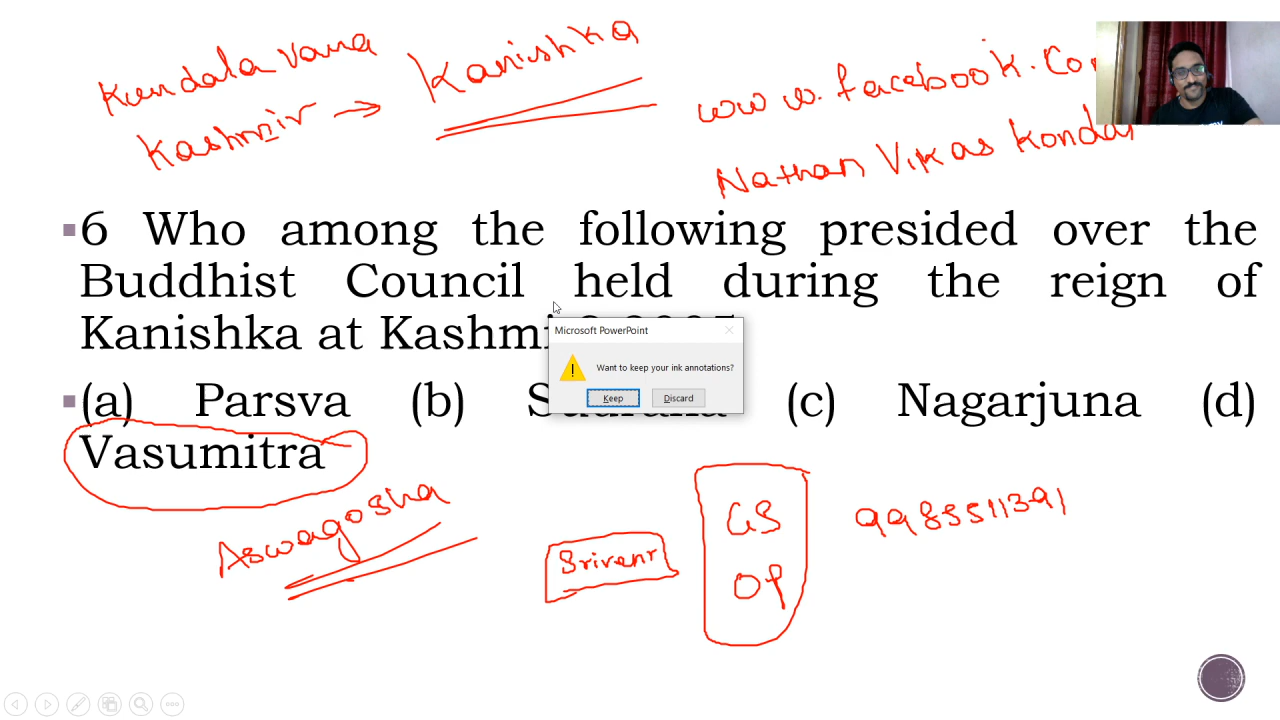 Kundala vana
Kashmir → Kanishka
www.facebook.Co
Nathan Vikas Konda
6 Who among the following presided over the
Buddhist Council held during the reign of
Kanishka at Kashmi
Microsoft PowerPoint
Want to keep your ink annotations?
Keep Discard
(a) Parsva (b) (c) Nagarjuna (d)
Vasumitra
Aswagosha
Srivenr
GS
OP